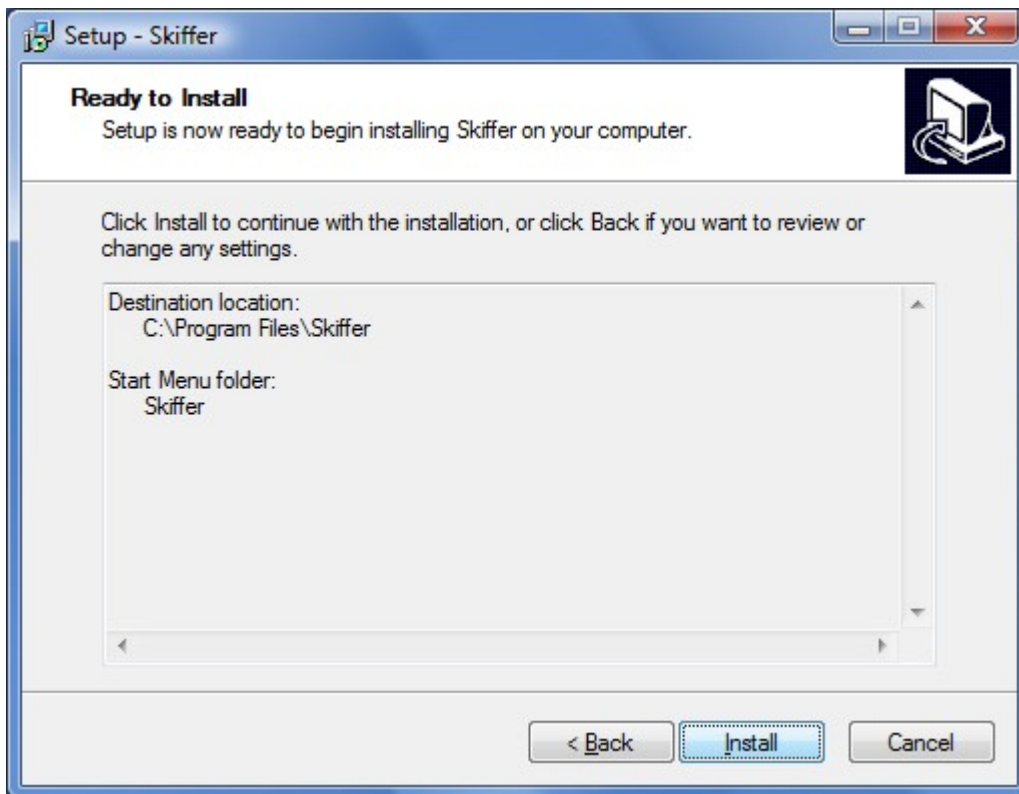 Setup - Skiffer
Ready to Install
Setup is now ready to begin installing Skiffer on your computer.
Click Install to continue with the installation, or click Back if you want to review or
change any settings.
Destination location:
C:\Program Files\Skiffer
Start Menu folder:
Skiffer
< Back
Install
Cancel